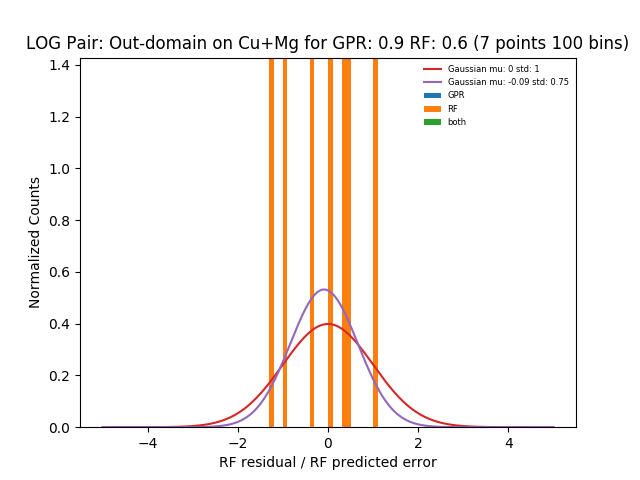 LOG Pair: Out-domain on Cu+Mg for GPR: 0.9 RF: 0.6 (7 points 100 bins)
Gaussian mu: 0 std: 1
Gaussian mu: -0.09 std: 0.75
GPR
RF
both
Normalized Counts
1.4
1.2
1.0
0.8
0.6
0.4
0.2
0.0
−4
−2
0
2
4
RF residual / RF predicted error